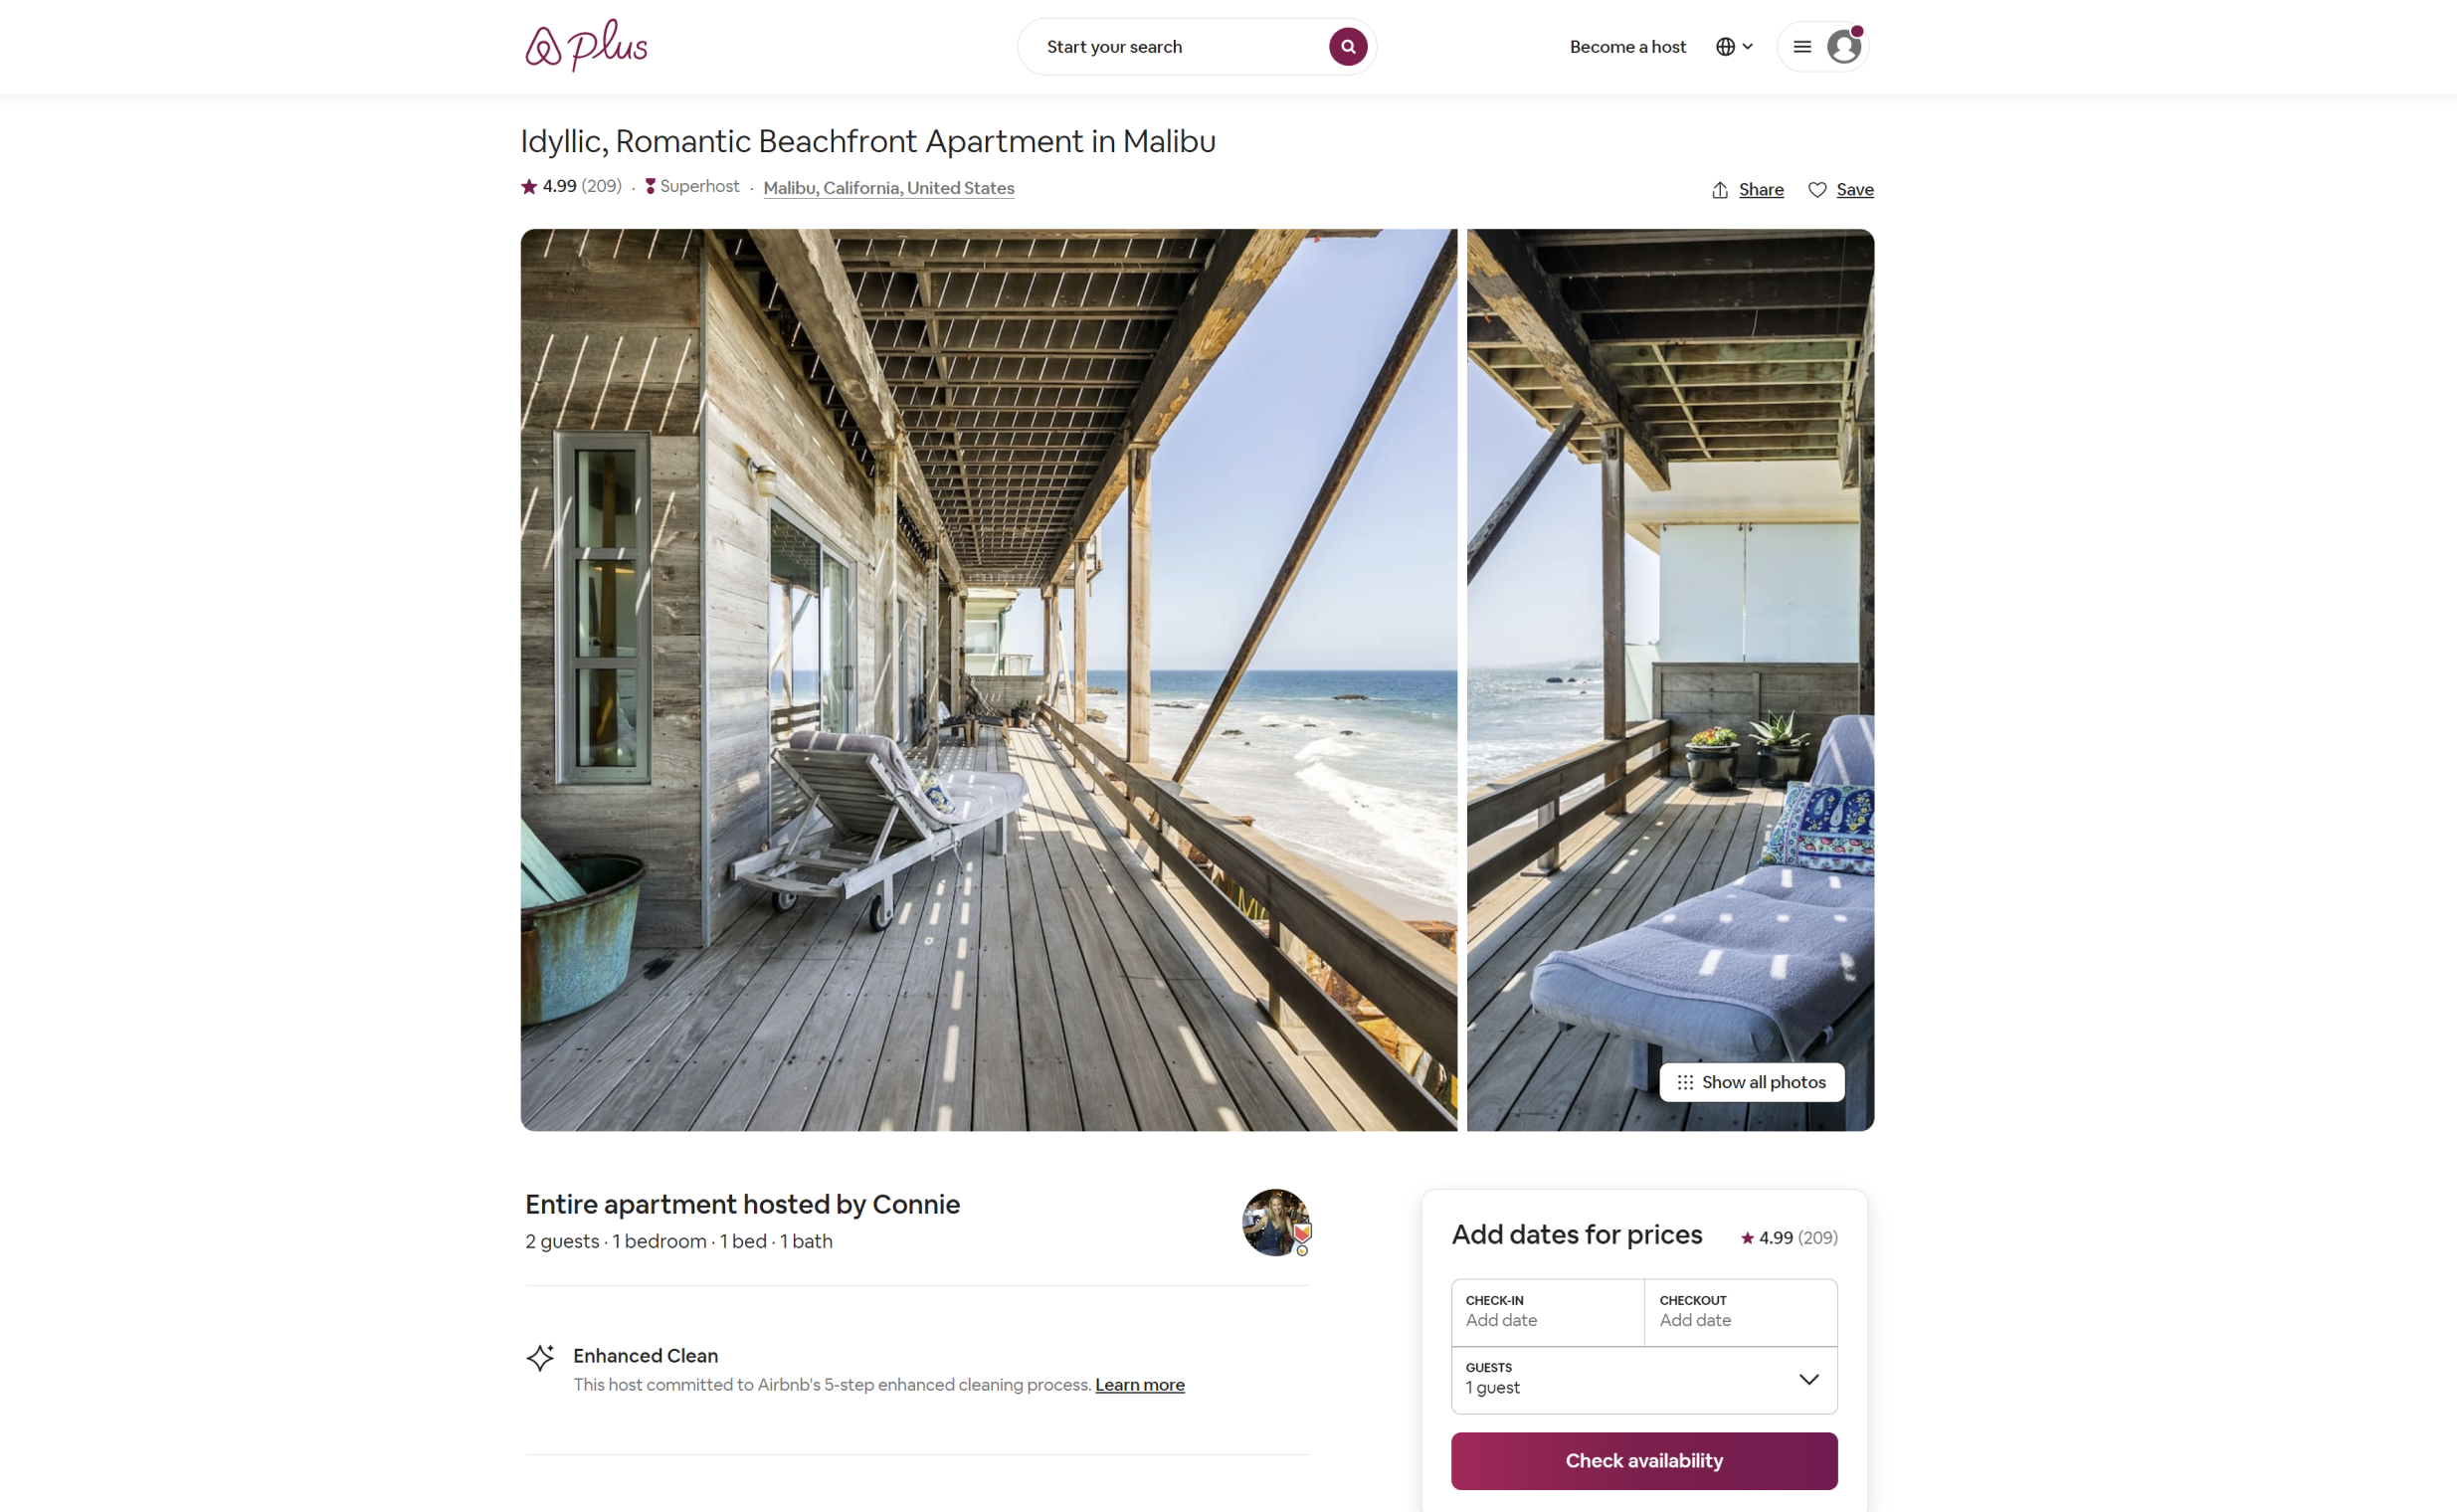 plus
Start your search
Become a host
Idyllic, Romantic Beachfront Apartment in Malibu
4.99 (209) · Superhost · Malibu, California, United States
Share
Save
Show all photos
Entire apartment hosted by Connie
2 guests · 1 bedroom · 1 bed · 1 bath
Enhanced Clean
This host committed to Airbnb's 5-step enhanced cleaning process. Learn more
Add dates for prices
4.99 (209)
CHECK-IN
Add date
CHECKOUT
Add date
GUESTS
1 guest
Check availability